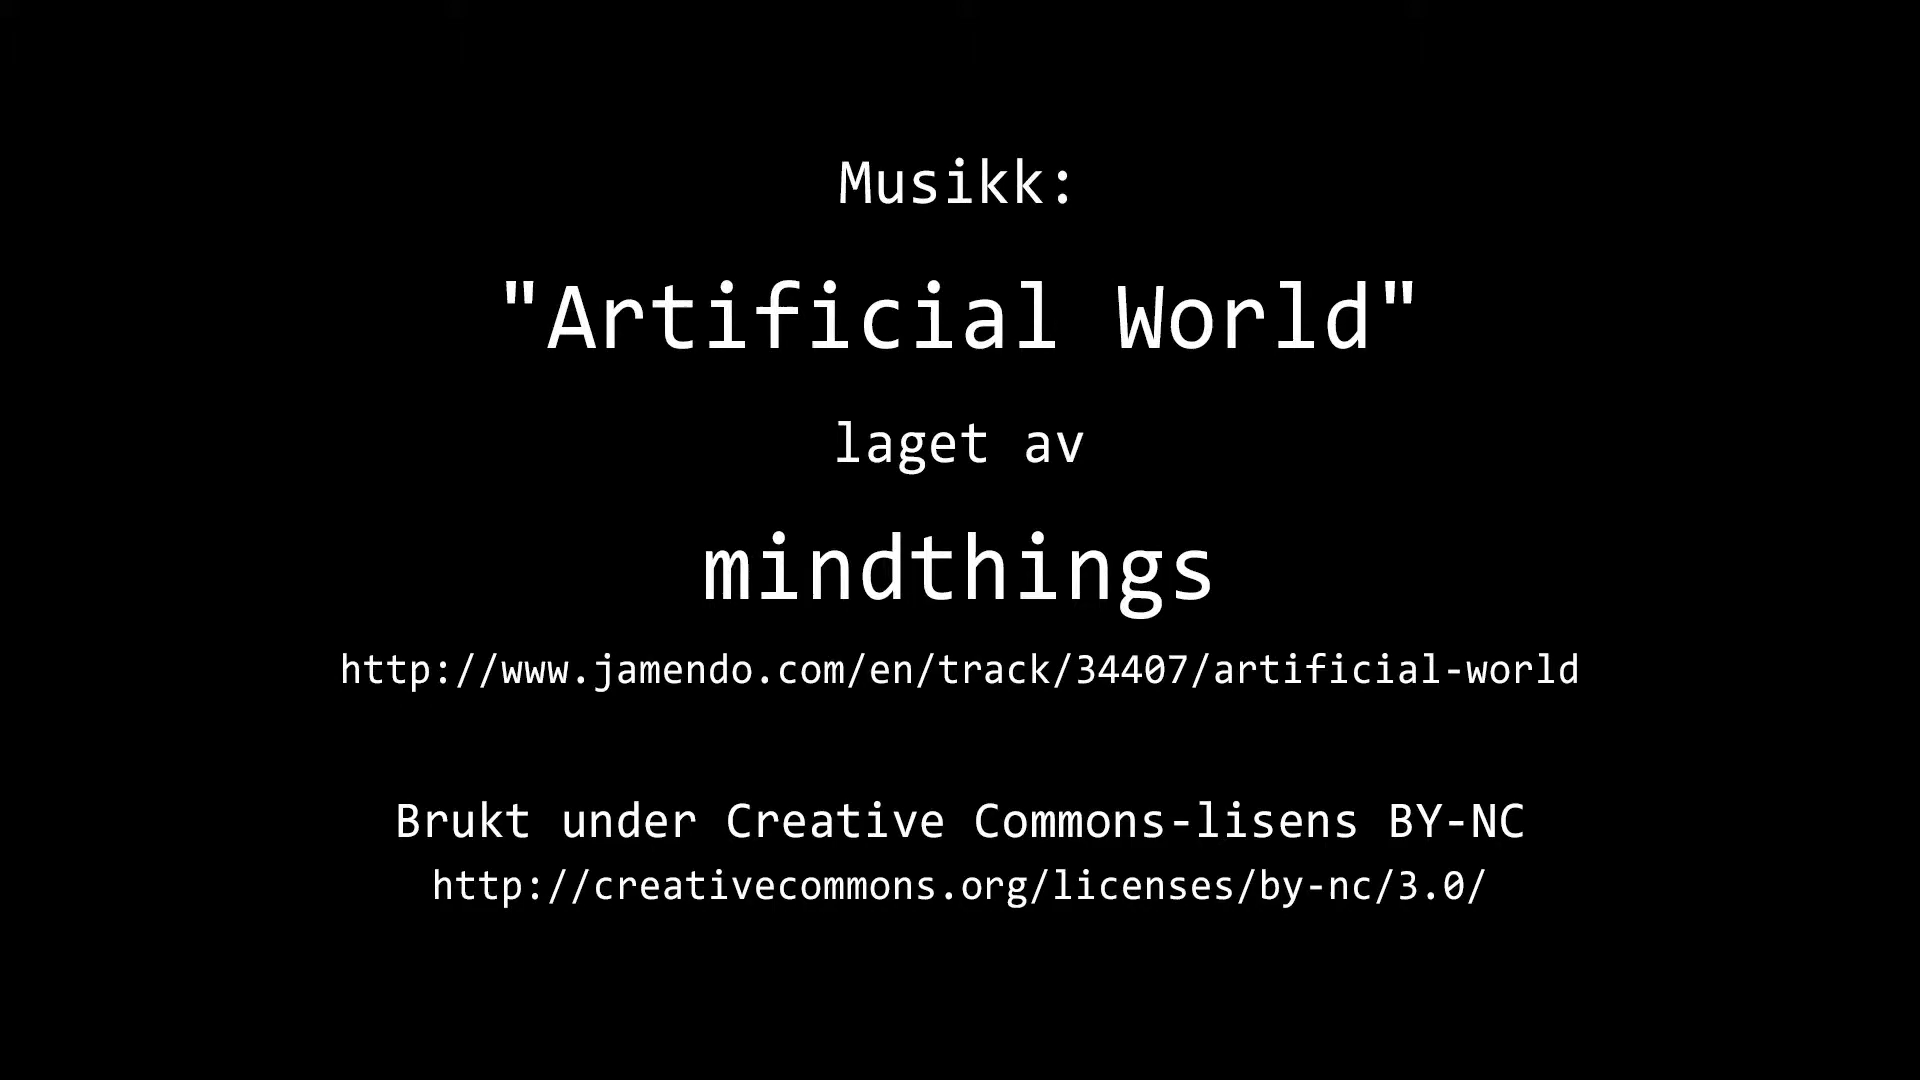 Musikk:
"Artificial World"
laget av
mindthings
http://www.jamendo.com/en/track/34407/artificial-world
Brukt under Creative Commons-lisens BY-NC
http://creativecommons.org/licenses/by-nc/3.0/